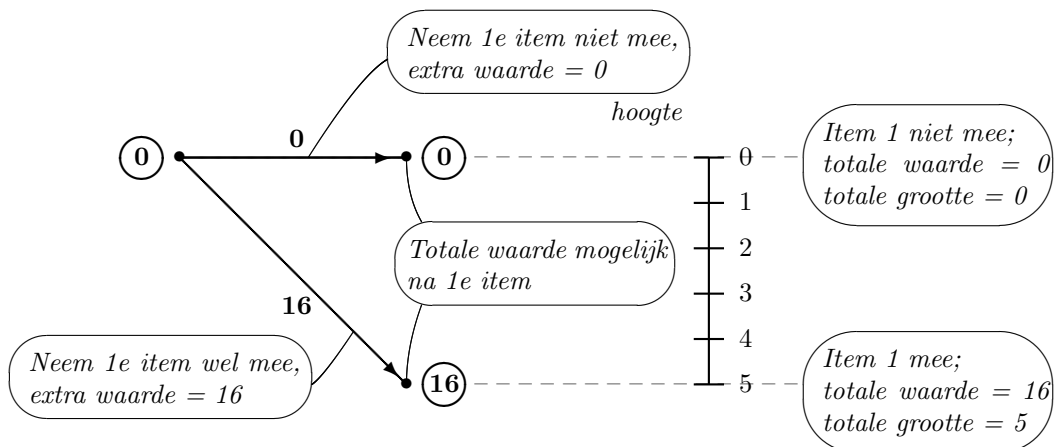 Neem 1e item niet mee,
extra waarde = 0
hoogte
0
0
0
0
Item 1 niet mee;
totale waarde = 0
totale grootte = 0
1
2
3
4
5
Totale waarde mogelijk
na 1e item
16
Neem 1e item wel mee,
extra waarde = 16
16
Item 1 mee;
totale waarde = 16
totale grootte = 5